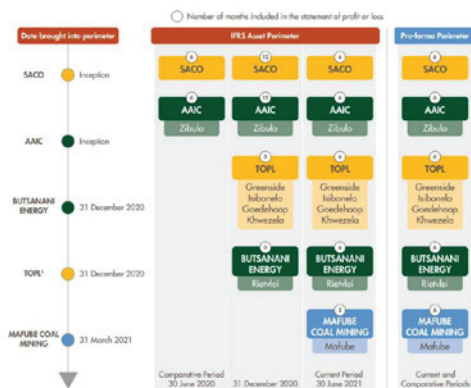 Number of months included in the statement of profit or loss
Date brought into perimeter
IFRS Asset Perimeter
Pro-forma Perimeter
SACO
Inception
6
SACO
12
SACO
6
SACO
6
SACO
6
AAIC
Zibulo
12
AAIC
Zibulo
6
AAIC
Zibulo
6
AAIC
Zibulo
AAIC
Inception
TOPL
Greenside
Isibonelo
Goedehoop
Khwezela
6
TOPL
Greenside
Isibonelo
Goedehoop
Khwezela
6
TOPL
Greenside
Isibonelo
Goedehoop
Khwezela
BUTSANANI
ENERGY
31 December 2020
BUTSANANI
ENERGY
Rietvlei
6
BUTSANANI
ENERGY
Rietvlei
6
BUTSANANI
ENERGY
Rietvlei
TOPL¹
31 December 2020
MAFUBE COAL
MINING
31 March 2021
3
MAFUBE
COAL MINING
Mafube
MAFUBE
COAL MINING
Mafube
Comparative Period
30 June 2020
31 December 2020
Current Period
30 June 2021
Current and
Comparative Periods